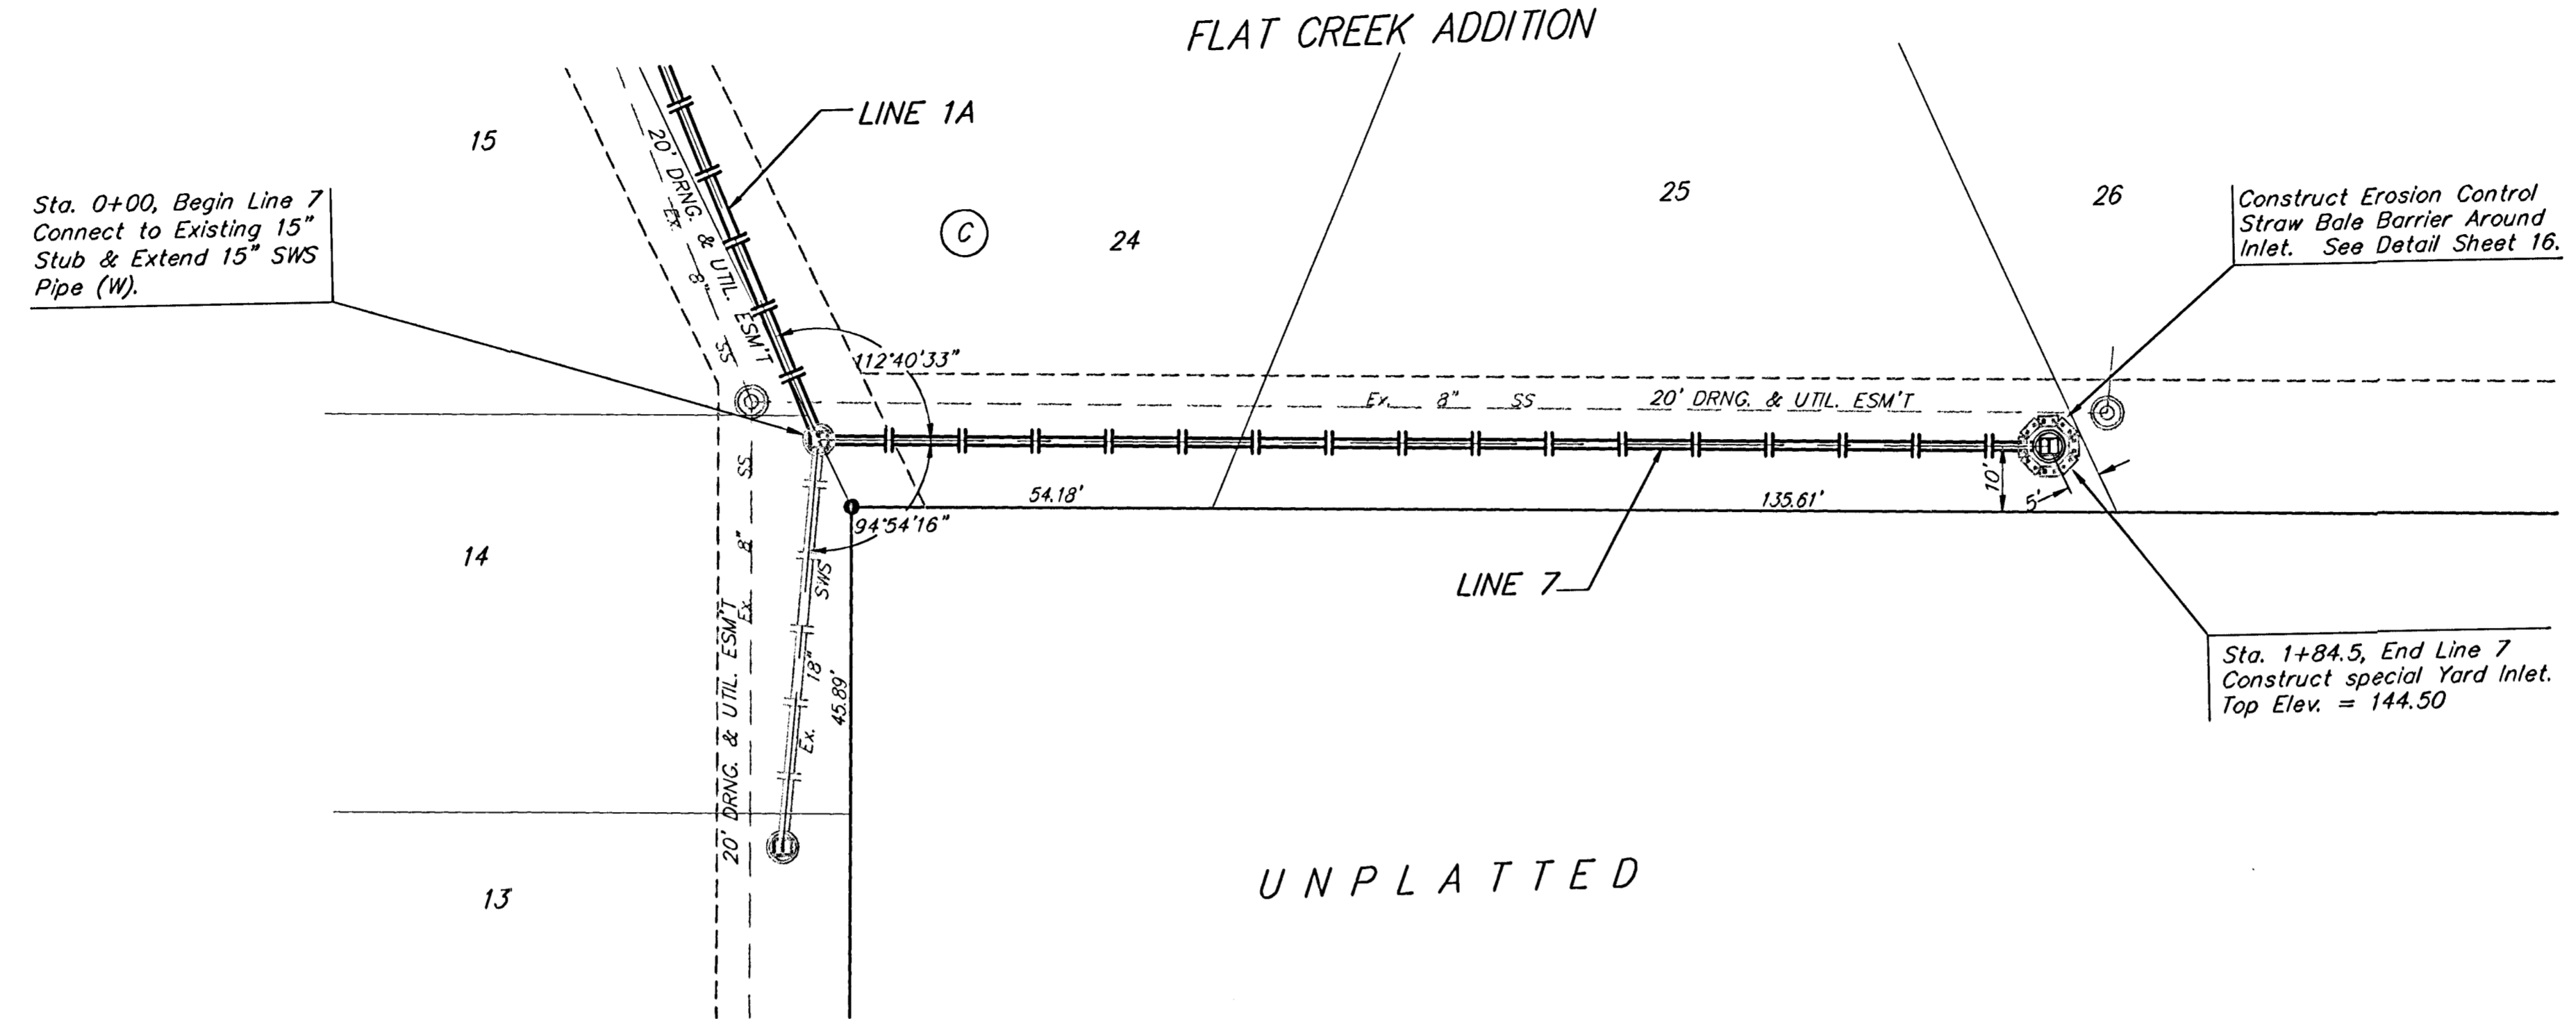 FLAT CREEK ADDITION
LINE 1A
15
20' DRNG. & UTIL. ESM'T
Ex. 8" SS
Sta. 0+00, Begin Line 7
Connect to Existing 15"
Stub & Extend 15" SWS
Pipe (W).
C
24
25
26
Construct Erosion Control
Straw Bale Barrier Around
Inlet. See Detail Sheet 16.
112°40'33"
Ex. 8" SS
20' DRNG. & UTIL. ESM'T
54.18'
135.61'
10'
5'
94°54'16"
14
LINE 7
Ex. 8" SS
20' DRNG. & UTIL. ESM'T
Ex. 18" SWS
45.89'
Sta. 1+84.5, End Line 7
Construct special Yard Inlet.
Top Elev. = 144.50
13
UNPLATTED